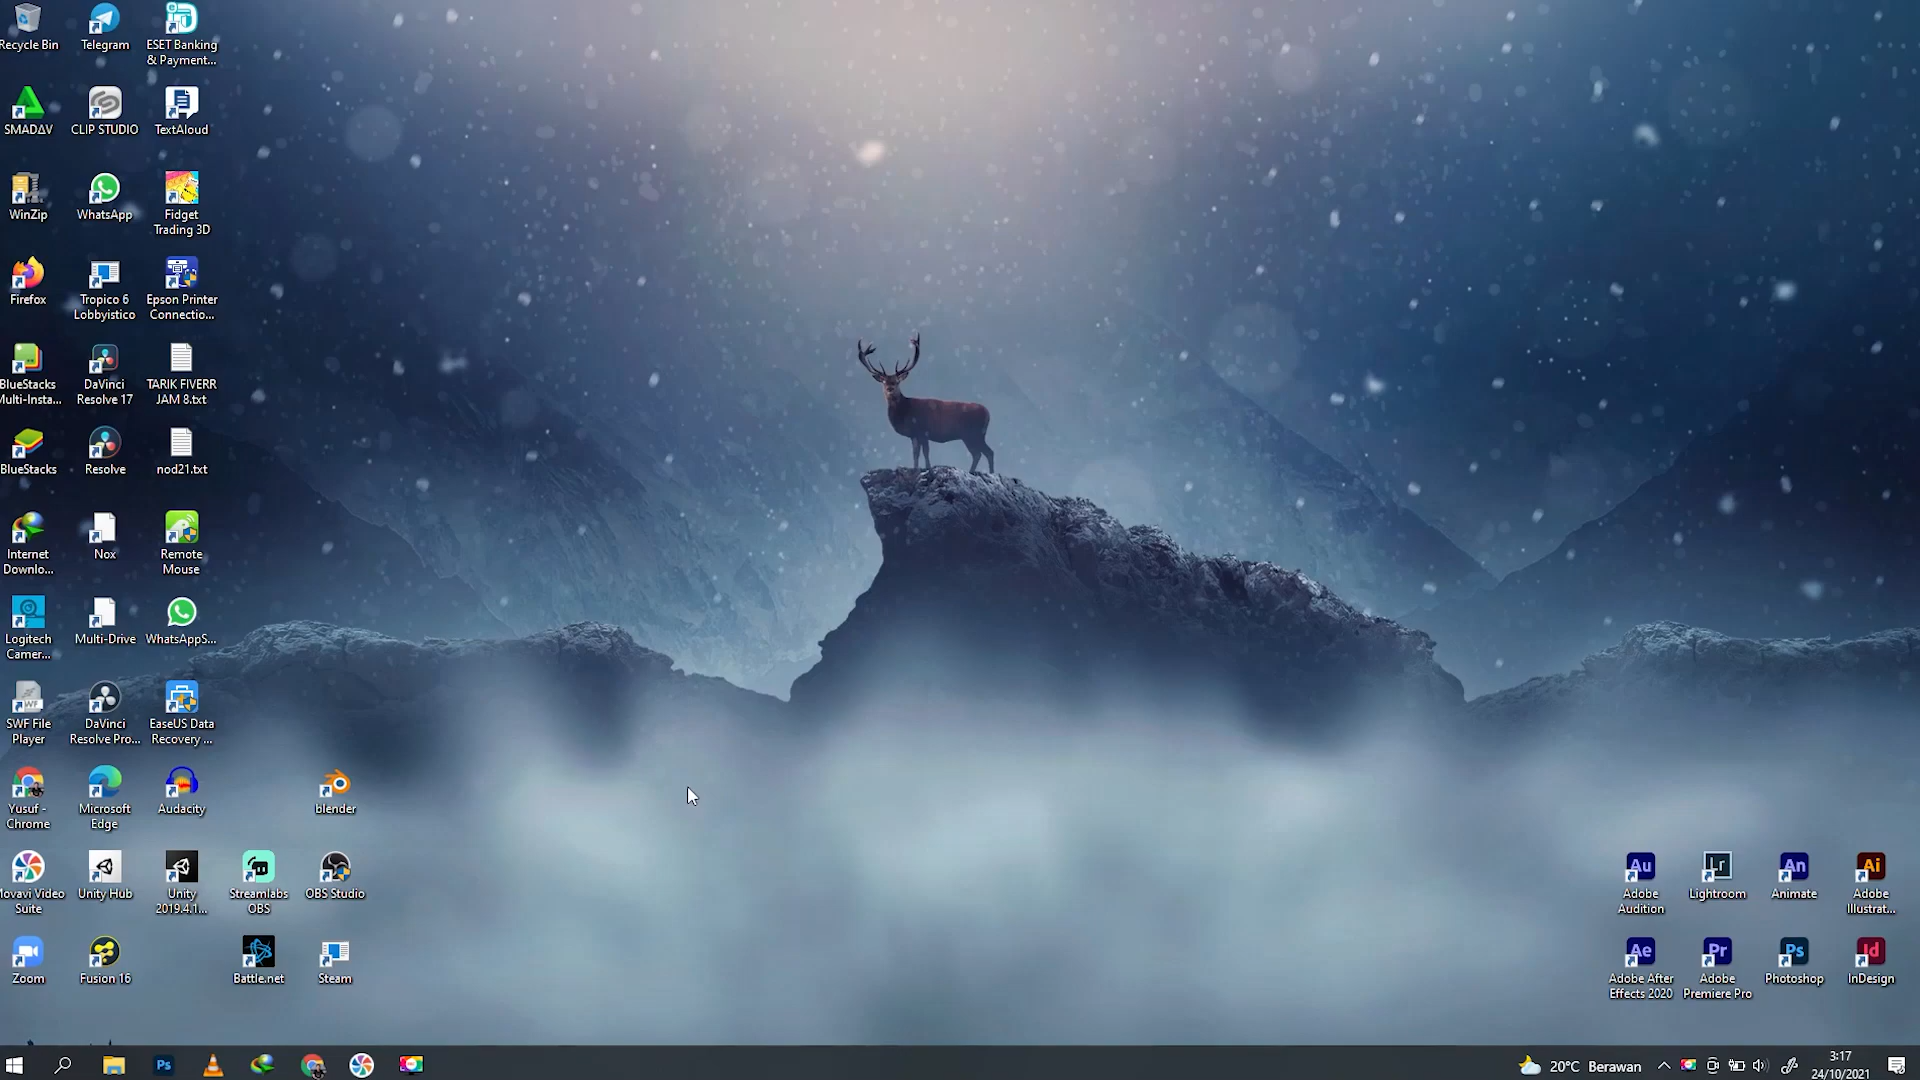 Recycle Bin
Telegram
ESET Banking
& Payment...
SMADΔV
CLIP STUDIO
TextAloud
WinZip
WhatsApp
Fidget
Trading 3D
Firefox
Tropico 6
Lobbyistico
Epson Printer
Connectio...
BlueStacks
Multi-Insta...
DaVinci
Resolve 17
TARIK FIVERR
JAM 8.txt
BlueStacks
Resolve
nod21.txt
Internet
Downlo...
Nox
Remote
Mouse
Logitech
Camer...
Multi-Drive
WhatsAppS...
SWF File
Player
DaVinci
Resolve Pro...
EaseUS Data
Recovery ...
Yusuf -
Chrome
Microsoft
Edge
Audacity
blender
Movavi Video
Suite
Unity Hub
Unity
2019.4.1...
Streamlabs
OBS
OBS Studio
Zoom
Fusion 16
Battle.net
Steam
Au
Adobe
Audition
Lr
Lightroom
An
Animate
Ai
Adobe
Illustrat...
Ae
Adobe After
Effects 2020
Pr
Adobe
Premiere Pro
Ps
Photoshop
Id
InDesign
Ps
20°C Berawan
3:17
24/10/2021